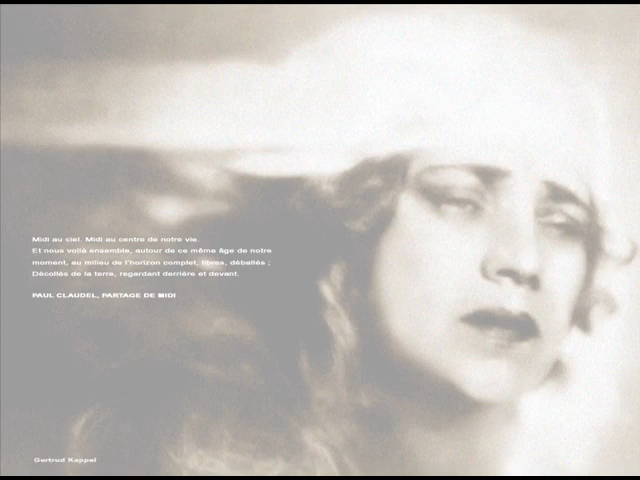 Midi au ciel. Midi au centre de notre vie.
Et nous voilà ensemble, autour de ce même âge de notre
moment, au milieu de l'horizon complet, libres, déballés ;
Décollés de la terre, regardant derrière et devant.
PAUL CLAUDEL, PARTAGE DE MIDI
Gertrud Kappel